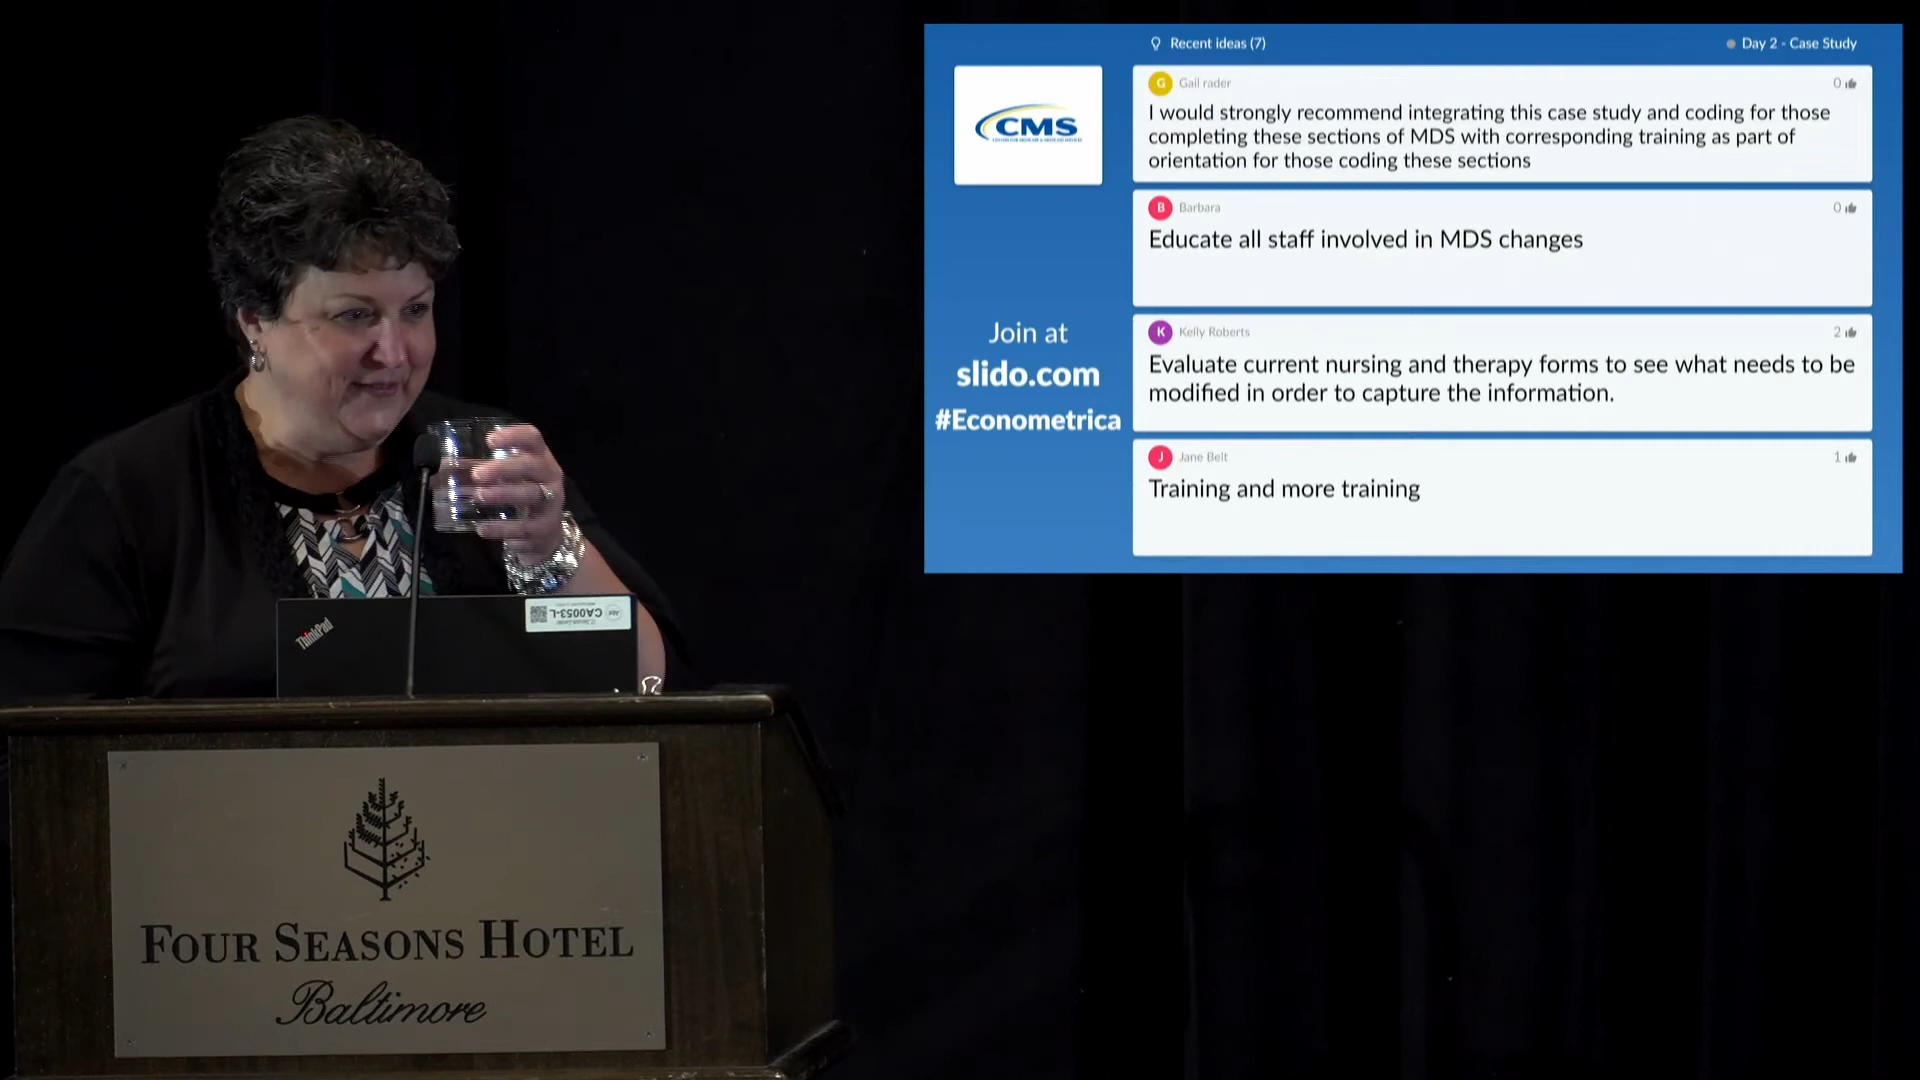 Recent ideas (7)
Day 2 - Case Study
CMS
G
Gail rader
0
I would strongly recommend integrating this case study and coding for those
completing these sections of MDS with corresponding training as part of
orientation for those coding these sections
B
Barbara
0
Educate all staff involved in MDS changes
K
Kelly Roberts
2
Evaluate current nursing and therapy forms to see what needs to be
modified in order to capture the information.
J
Jane Belt
1
Training and more training
Join at
slido.com
#Econometrica
ThinkPad
CA0053-L
FOUR SEASONS HOTEL
Baltimore